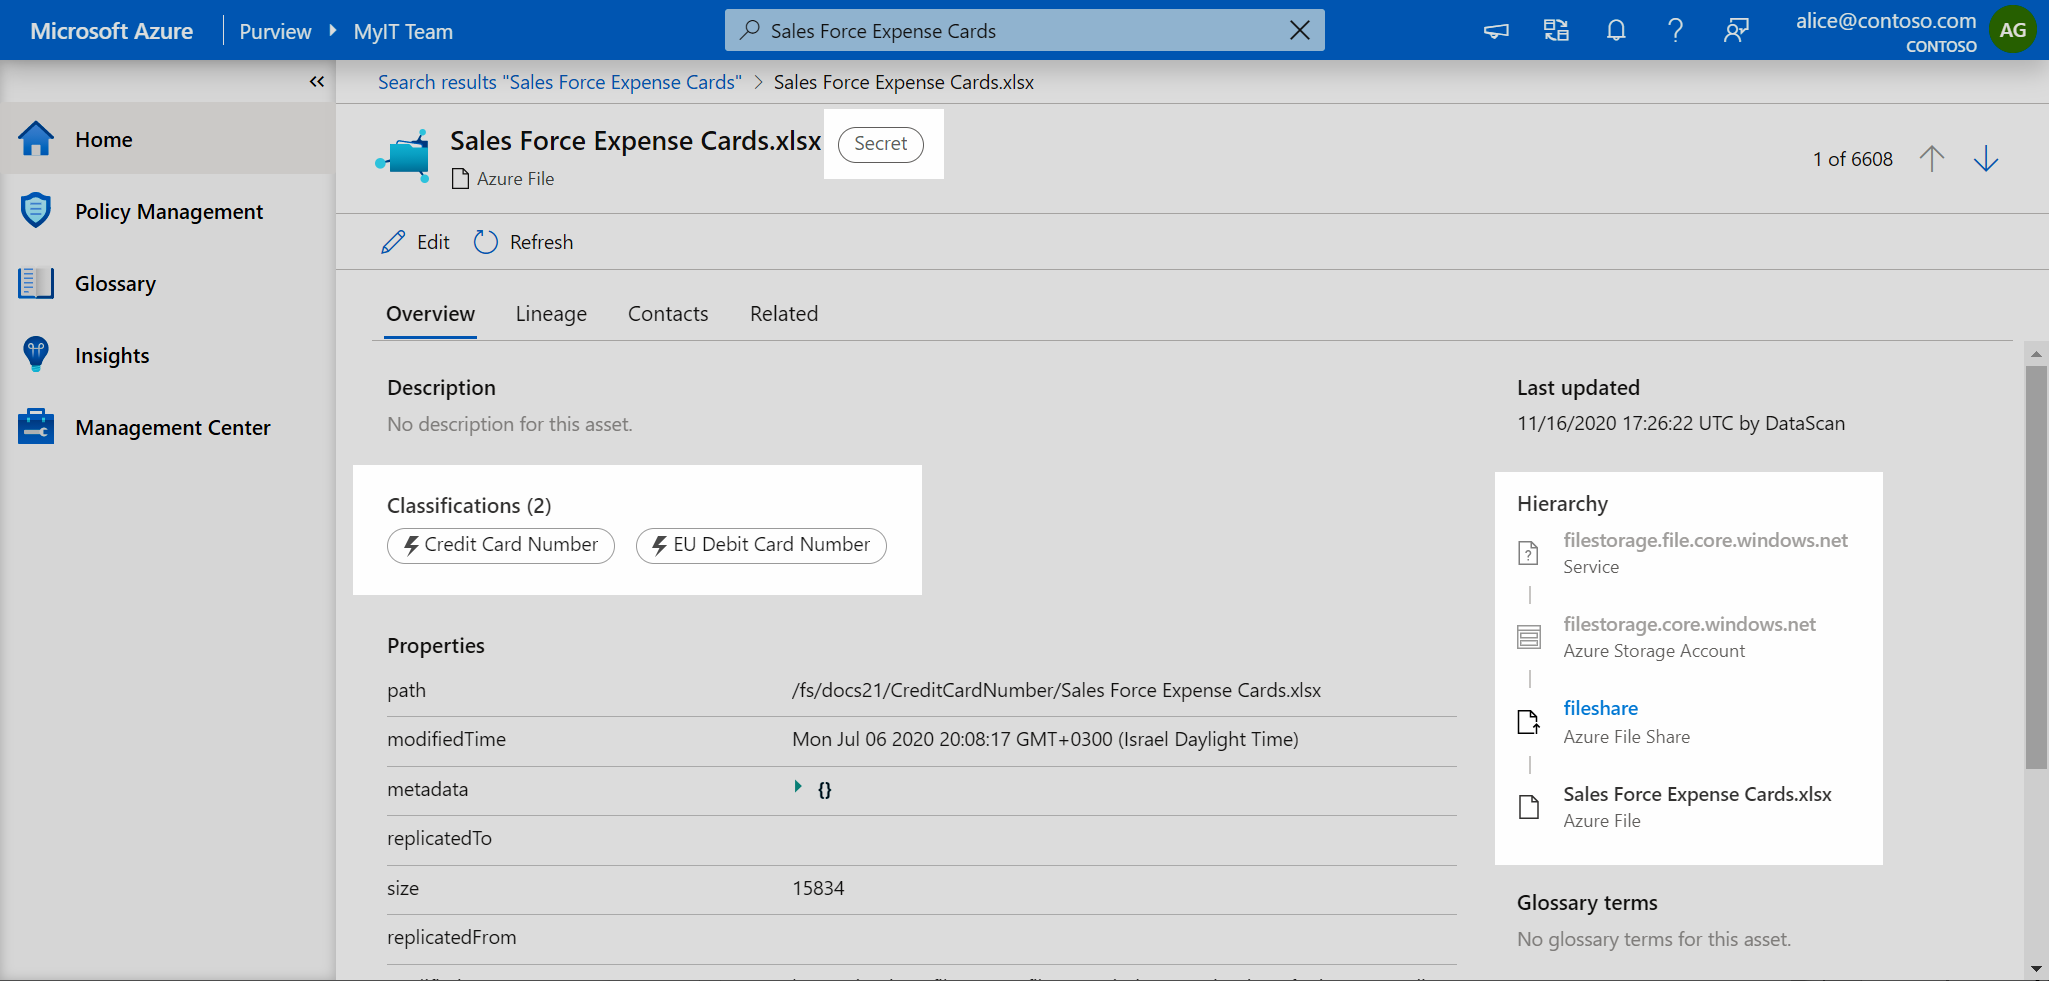 Microsoft Azure Purview MyIT Team Sales Force Expense Cards alice@contoso.com
CONTOSO
AG
Search results "Sales Force Expense Cards" > Sales Force Expense Cards.xlsx
Home
Policy Management
Glossary
Insights
Management Center
Sales Force Expense Cards.xlsx Secret
Azure File
1 of 6608
Edit Refresh
Overview Lineage Contacts Related
Description
No description for this asset.
Classifications (2)
Credit Card Number EU Debit Card Number
Properties
path /fs/docs21/CreditCardNumber/Sales Force Expense Cards.xlsx
modifiedTime Mon Jul 06 2020 20:08:17 GMT+0300 (Israel Daylight Time)
metadata {}
replicatedTo
size 15834
replicatedFrom
Last updated
11/16/2020 17:26:22 UTC by DataScan
Hierarchy
filestorage.file.core.windows.net
Service
filestorage.core.windows.net
Azure Storage Account
fileshare
Azure File Share
Sales Force Expense Cards.xlsx
Azure File
Glossary terms
No glossary terms for this asset.